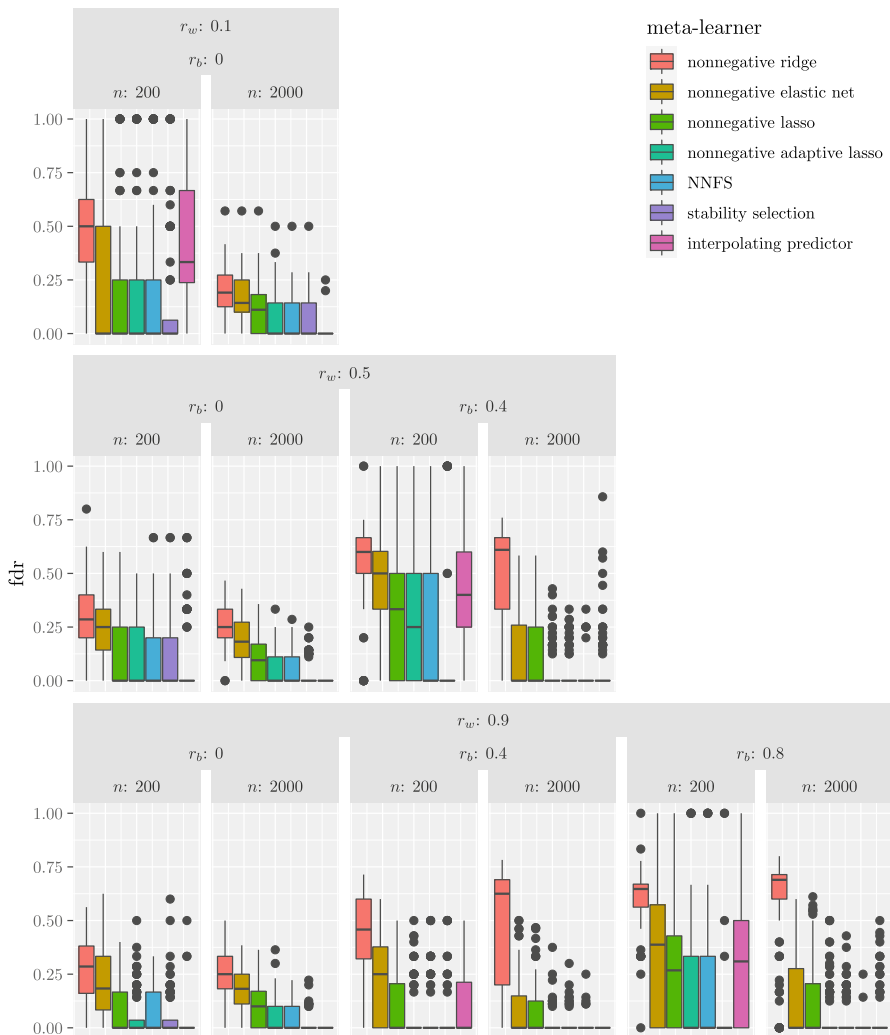 r_w: 0.1
r_b: 0
n: 200 n: 2000
1.00
0.75
0.50
0.25
0.00
meta-learner
nonnegative ridge
nonnegative elastic net
nonnegative lasso
nonnegative adaptive lasso
NNFS
stability selection
interpolating predictor
fdr
r_w: 0.5
r_b: 0 r_b: 0.4
n: 200 n: 2000 n: 200 n: 2000
1.00
0.75
0.50
0.25
0.00
r_w: 0.9
r_b: 0 r_b: 0.4 r_b: 0.8
n: 200 n: 2000 n: 200 n: 2000 n: 200 n: 2000
1.00
0.75
0.50
0.25
0.00